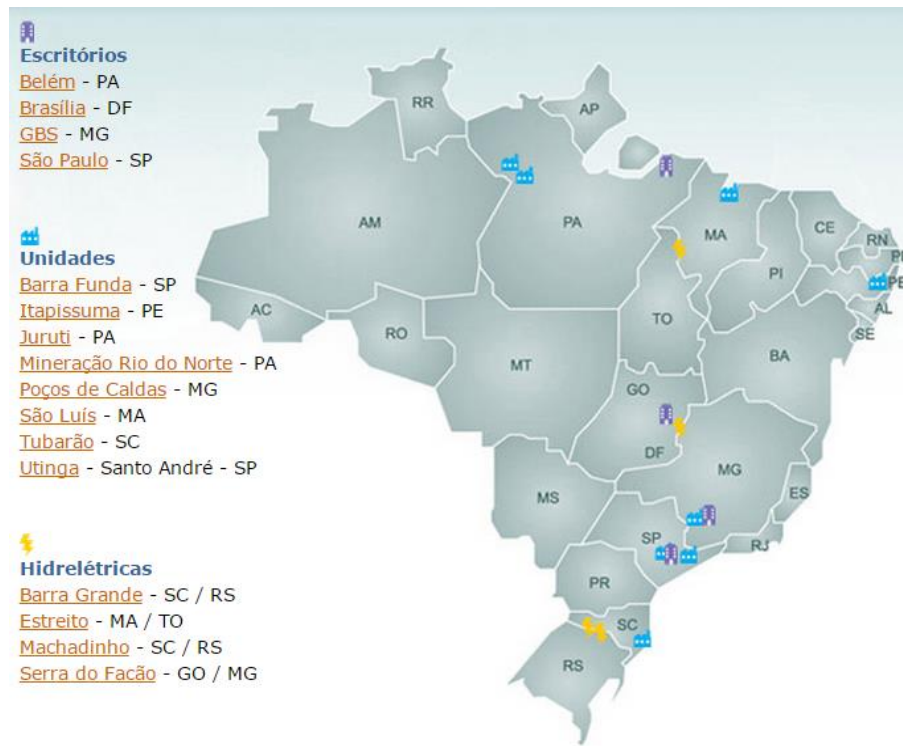 Escritórios
Belém - PA
Brasília - DF
GBS - MG
São Paulo - SP
Unidades
Barra Funda - SP
Itapissuma - PE
Juruti - PA
Mineração Rio do Norte - PA
Poços de Caldas - MG
São Luís - MA
Tubarão - SC
Utinga - Santo André - SP
Hidrelétricas
Barra Grande - SC / RS
Estreito - MA / TO
Machadinho - SC / RS
Serra do Facão - GO / MG
RR
AP
AM
PA
MA
CE
RN
PI
PE
AL
SE
AC
RO
TO
BA
MT
GO
DF
MG
ES
MS
SP
RJ
PR
SC
RS